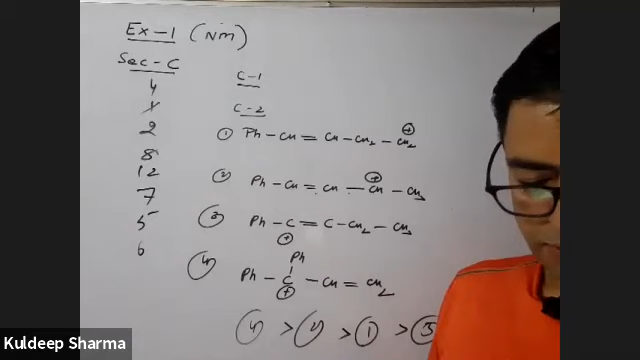 Ex-1 (NM)
Sec-C
4
2
8
12
7
5
6
C-1
C-2
① Ph-CH=CH-CH₂-CH₂ ⊕
② Ph-CH=CH-CH-CH₃ ⊕
③ Ph-C=C-CH₂-CH₃
⊕
Ph
④ Ph-C-CH=CH₂
⊕
④ > ② > ① > ③
Kuldeep Sharma